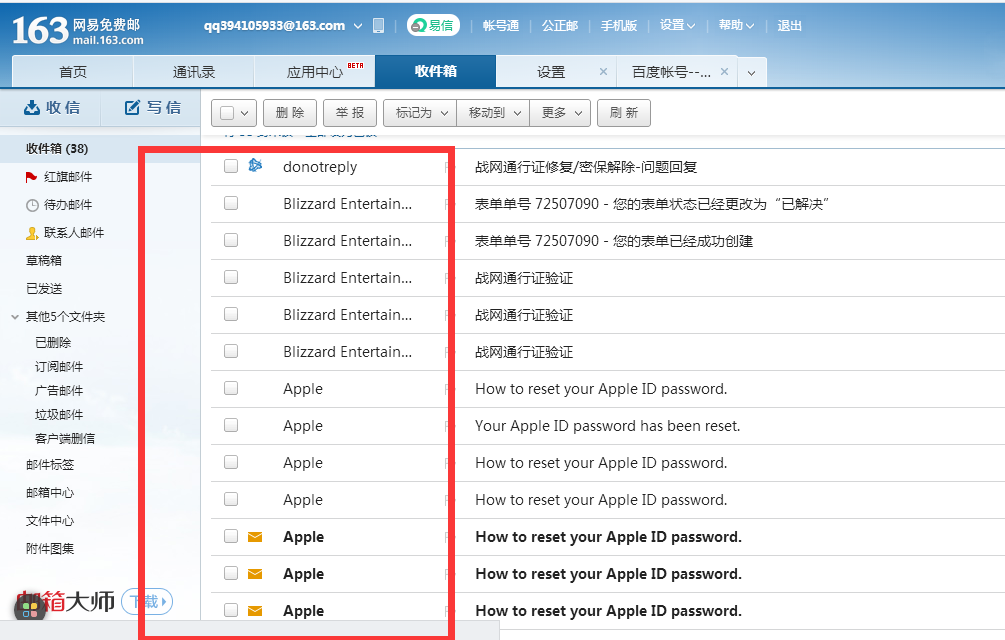 163 网易免费邮
mail.163.com
qq394105933@163.com
易信 帐号通 公正邮 手机版 设置 帮助 退出
首页 通讯录 应用中心 BETA 收件箱 设置 × 百度帐号--... ×
收 信 写 信
删 除 举 报 标记为 移动到 更多 刷 新
收件箱 (38)
红旗邮件
待办邮件
联系人邮件
草稿箱
已发送
其他5个文件夹
已删除
订阅邮件
广告邮件
垃圾邮件
客户端删信
邮件标签
邮箱中心
文件中心
附件图集
箱大师 下载
donotreply 战网通行证修复/密保解除-问题回复
Blizzard Entertain... 表单单号 72507090 - 您的表单状态已经更改为“已解决”
Blizzard Entertain... 表单单号 72507090 - 您的表单已经成功创建
Blizzard Entertain... 战网通行证验证
Blizzard Entertain... 战网通行证验证
Blizzard Entertain... 战网通行证验证
Apple How to reset your Apple ID password.
Apple Your Apple ID password has been reset.
Apple How to reset your Apple ID password.
Apple How to reset your Apple ID password.
Apple How to reset your Apple ID password.
Apple How to reset your Apple ID password.
Apple How to reset your Apple ID password.